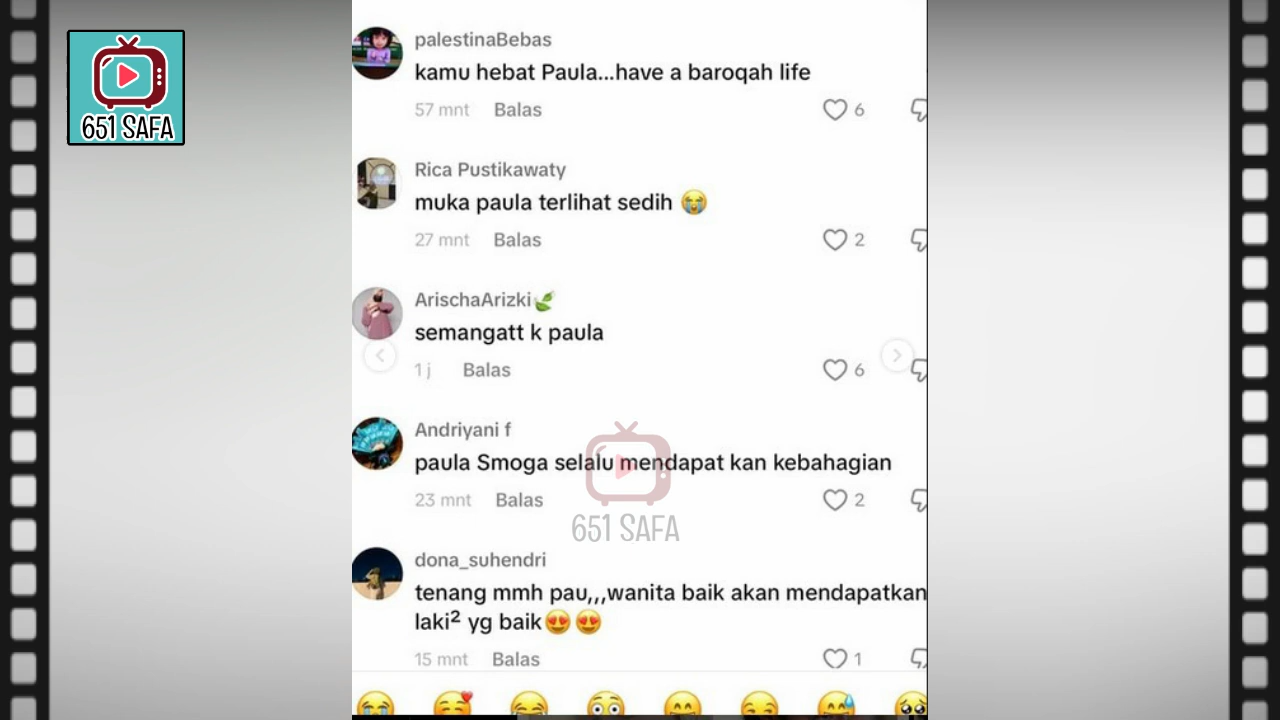 651 SAFA
palestinaBebas
kamu hebat Paula...have a baroqah life
57 mnt Balas 6
Rica Pustikawaty
muka paula terlihat sedih 😭
27 mnt Balas 2
ArischaArizki🍃
semangatt k paula
1 j Balas 6
Andriyani f
paula Smoga selalu mendapat kan kebahagian
23 mnt Balas 2
651 SAFA
dona_suhendri
tenang mmh pau,,,wanita baik akan mendapatkan
laki² yg baik😍😍
15 mnt Balas 1